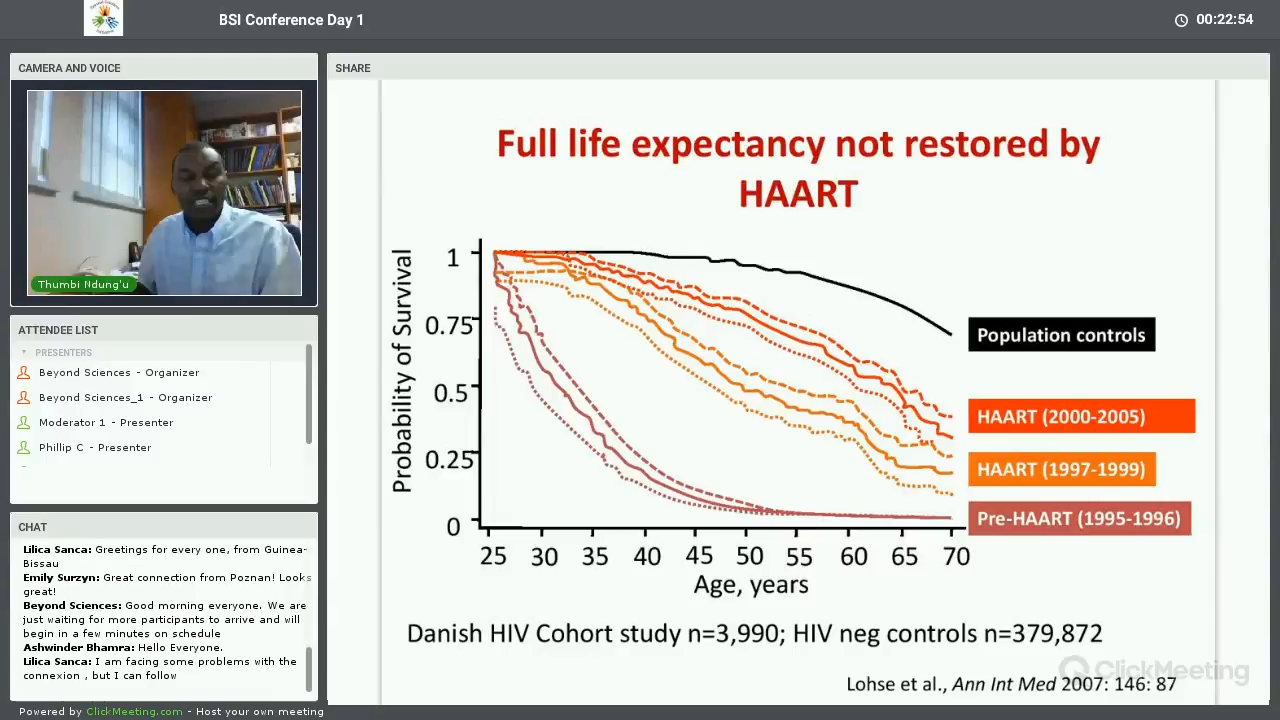 BSI Conference Day 1
00:22:54
CAMERA AND VOICE
Thumbi Ndung'u
ATTENDEE LIST
PRESENTERS
Beyond Sciences - Organizer
Beyond Sciences_1 - Organizer
Moderator 1 - Presenter
Phillip C - Presenter
CHAT
Lilica Sanca: Greetings for every one, from Guinea-
Bissau
Emily Surzyn: Great connection from Poznan! Looks
great!
Beyond Sciences: Good morning everyone. We are
just waiting for more participants to arrive and will
begin in a few minutes on schedule
Ashwinder Bhamra: Hello Everyone.
Lilica Sanca: I am facing some problems with the
connexion , but I can follow
Powered by ClickMeeting.com - Host your own meeting
SHARE
Full life expectancy not restored by
HAART
Probability of Survival
1
0.75
0.5
0.25
0
25 30 35 40 45 50 55 60 65 70
Age, years
Population controls
HAART (2000-2005)
HAART (1997-1999)
Pre-HAART (1995-1996)
Danish HIV Cohort study n=3,990; HIV neg controls n=379,872
ClickMeeting
Lohse et al., Ann Int Med 2007: 146: 87